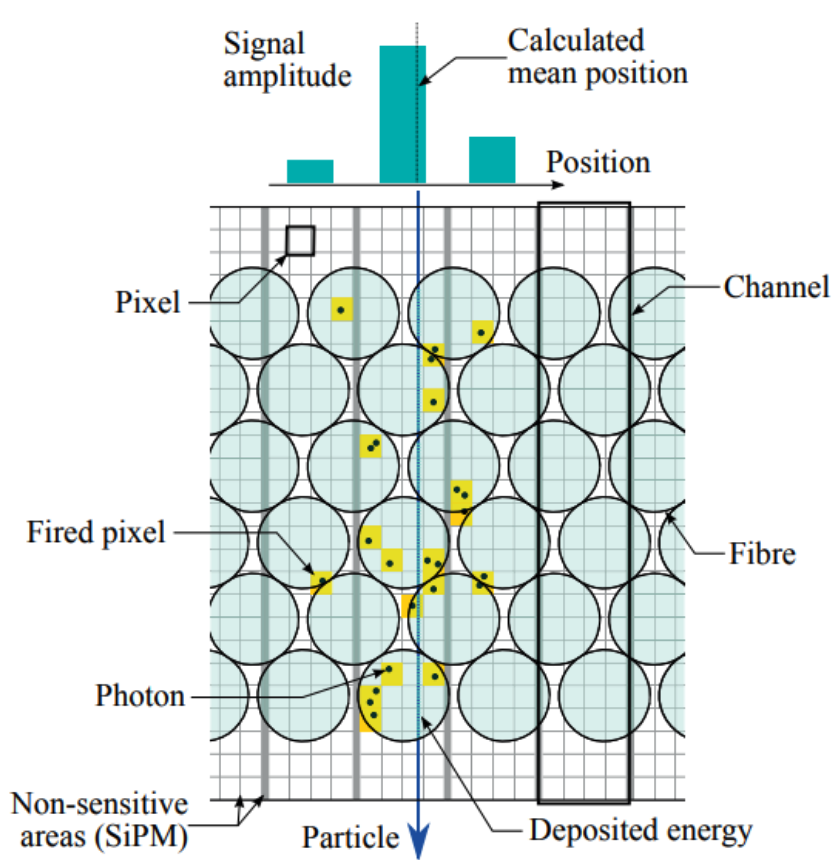 Signal
amplitude
Calculated
mean position
Position
Pixel
Channel
Fired pixel
Fibre
Photon
Non-sensitive
areas (SiPM)
Particle
Deposited energy